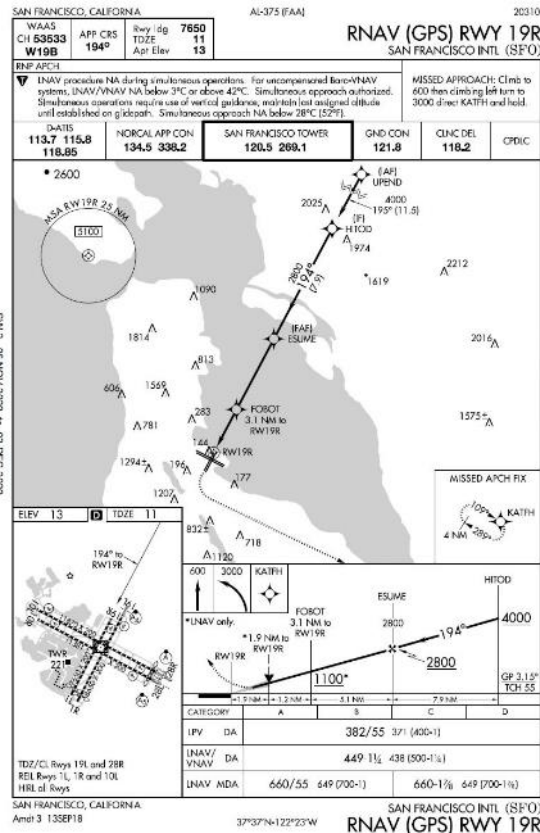 SAN FRANCISCO, CALIFORNIA
AL-375 (FAA)
20310
WAAS
CH 53533
W19B
APP CRS
194°
Rwy ldg 7650
TDZE 11
Apt Elev 13
RNAV (GPS) RWY 19R
SAN FRANCISCO INTL (SFO)
RNP APCH
LNAV procedure NA during simultaneous operations. For uncompensated Baro-VNAV
systems, LNAV/VNAV NA below 3°C or above 42°C. Simultaneous approach authorized.
Simultaneous operations require use of vertical guidance, maintain last assigned altitude
until established on glidepath. Simultaneous approach NA below 28°C (52°F).
MISSED APPROACH: Climb to
600 then climbing left turn to
3000 direct KATFH and hold.
D-ATIS
113.7 115.8
118.85
NORCAL APP CON
134.5 338.2
SAN FRANCISCO TOWER
120.5 269.1
GND CON
121.8
CLNC DEL
118.2
CPDLC
2600
MSA RW19R 25 NM
5100
(IAF)
UPEND
4000
195° (11.5)
2025
(IF)
HITOD
1974
2800
194°
(7.9)
1619
2212
1090
(FAF)
ESUME
1814
2016
813
606
1569
283
FOBOT
3.1 NM to
RW19R
781
1575±
144
RW19R
1294±
196
177
1207
832±
718
1120
MISSED APCH FIX
109°
289°
4 NM
KATFH
ELEV 13
D
TDZE 11
194° to
RW19R
TWR
221
1R
28R
28L
TDZ/CL Rwys 19L and 28R
REIL Rwys 1L, 1R and 10L
HIRL all Rwys
600
3000
KATFH
*LNAV only.
RW19R
*1.9 NM to
RW19R
FOBOT
3.1 NM to
RW19R
ESUME
2800
HITOD
194°
4000
2800
1100*
GP 3.15°
TCH 55
1.9 NM
1.2 NM
5.1 NM
7.9 NM
CATEGORY A B C D
LPV DA 382/55 371 (400-1)
LNAV/
VNAV DA 449-1½ 438 (500-1½)
LNAV MDA 660/55 649 (700-1) 660-1⅞ 649 (700-1⅞)
SAN FRANCISCO, CALIFORNIA
Amdt 3 13SEP18
37°37'N-122°23'W
SAN FRANCISCO INTL (SFO)
RNAV (GPS) RWY 19R